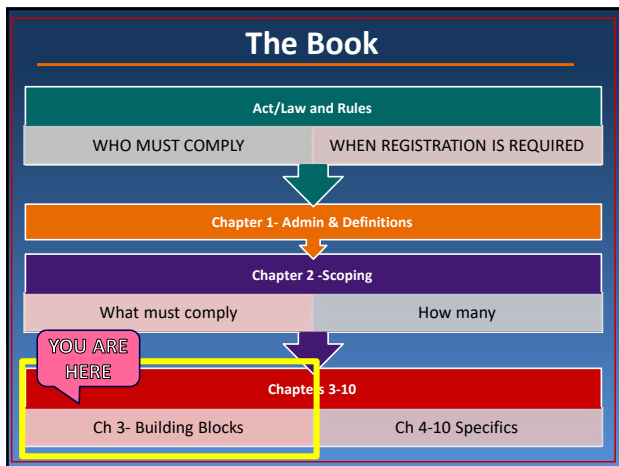 The Book
Act/Law and Rules
WHO MUST COMPLY
WHEN REGISTRATION IS REQUIRED
Chapter 1- Admin & Definitions
Chapter 2 -Scoping
What must comply
How many
YOU ARE
HERE
Chapters 3-10
Ch 3- Building Blocks
Ch 4-10 Specifics